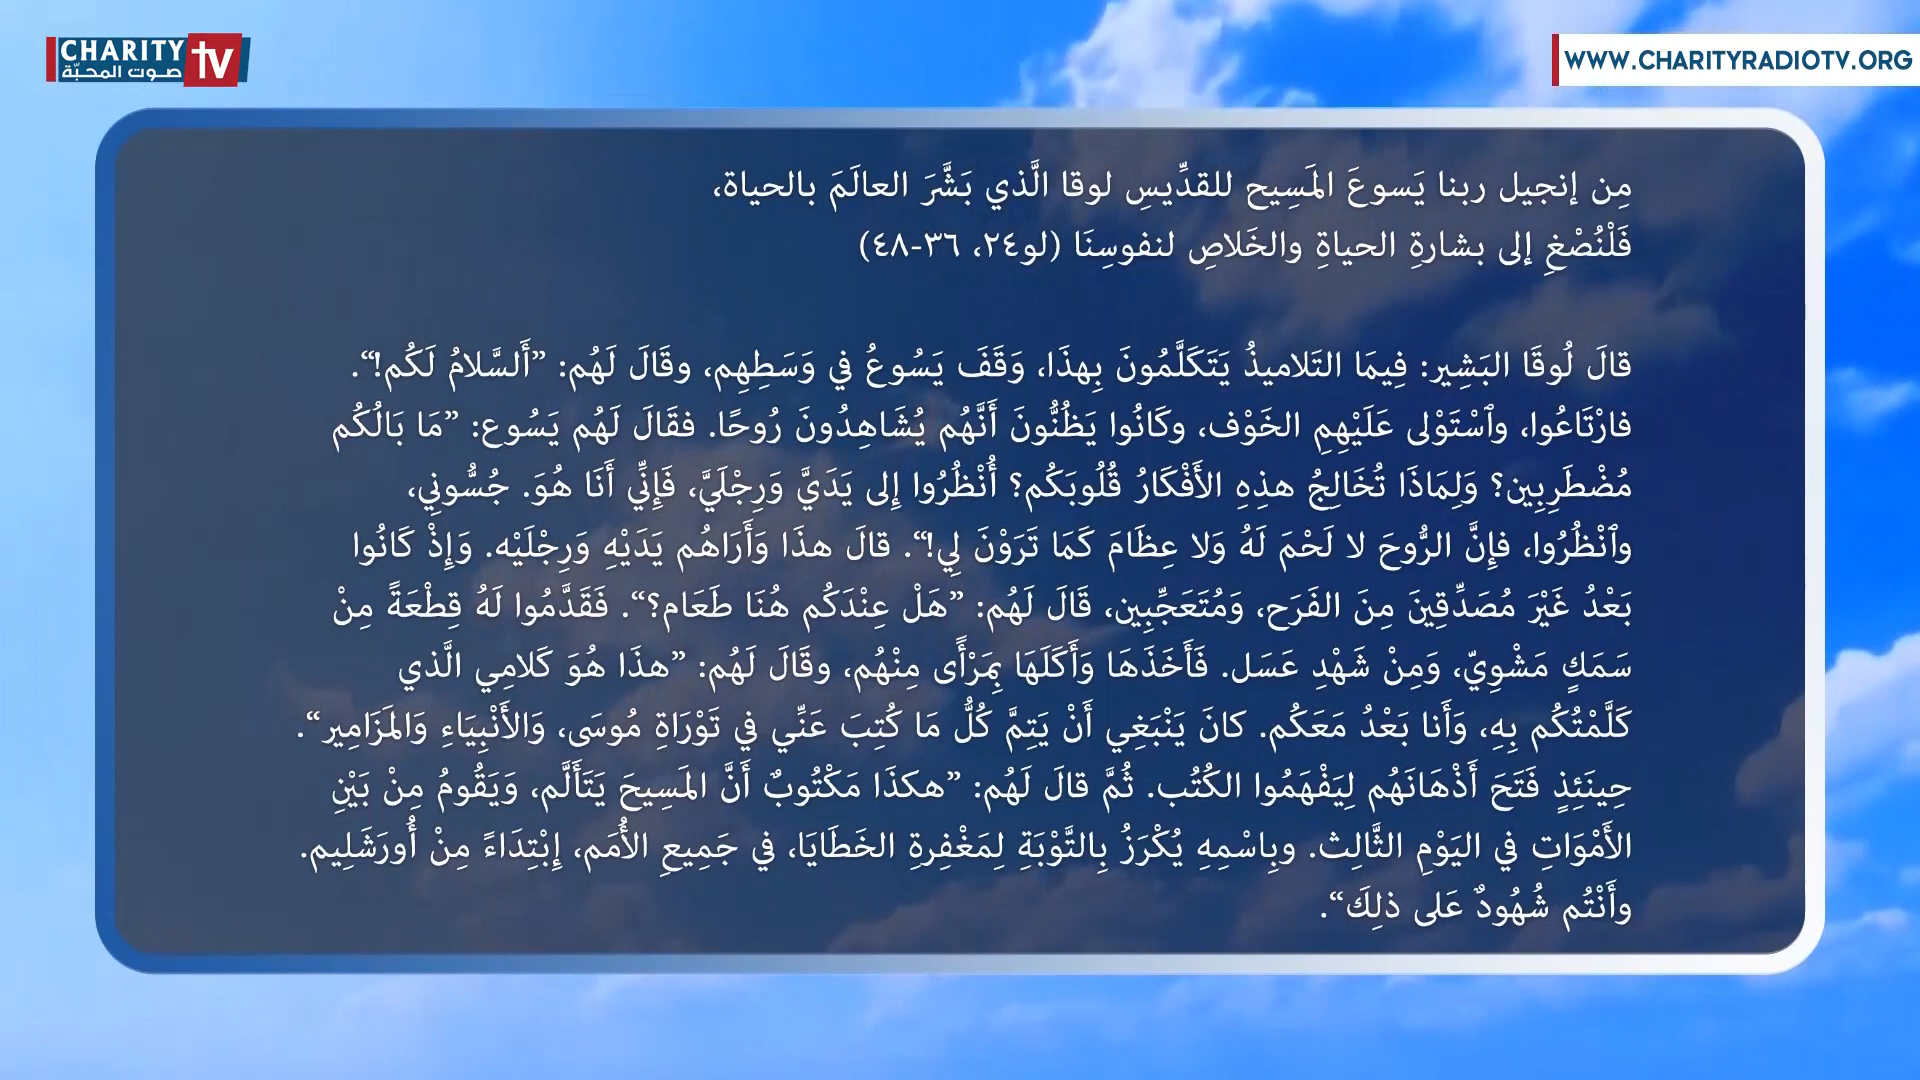 CHARITY tv
صوت المحبّة
WWW.CHARITYRADIOTV.ORG
مِن إنجيل ربنا يَسوعَ المَسِيح للقدِّيسِ لوقا الَّذي بَشَّرَ العالَمَ بالحياة،
فَلْنُصْغِ إلى بشارةِ الحياةِ والخَلاصِ لنفوسِنَا (لو٢٤، ٣٦-٤٨)
قالَ لُوقَا البَشِير: فِيمَا التَلاميذُ يَتَكَلَّمُونَ بِهذَا، وَقَفَ يَسُوعُ في وَسَطِهِم، وقَالَ لَهُم: ”أَلسَّلامُ لَكُم!“.
فارْتَاعُوا، وٱسْتَوْلى عَلَيْهِمِ الخَوْف، وكَانُوا يَظُنُّونَ أَنَّهُم يُشَاهِدُونَ رُوحًا. فقَالَ لَهُم يَسُوع: ”مَا بَالُكُم
مُضْطَرِبِين؟ وَلِمَاذَا تُخَالِجُ هذِهِ الأَفْكَارُ قُلُوبَكُم؟ أُنْظُرُوا إِلى يَدَيَّ وَرِجْلَيَّ، فَإِنِّي أَنَا هُوَ. جُسُّونِي،
وٱنْظُرُوا، فإِنَّ الرُّوحَ لا لَحْمَ لَهُ وَلا عِظَامَ كَمَا تَرَوْنَ لِي!“. قالَ هذَا وَأَرَاهُم يَدَيْهِ وَرِجْلَيْه. وَإِذْ كَانُوا
بَعْدُ غَيْرَ مُصَدِّقِينَ مِنَ الفَرَح، وَمُتَعَجِّبِين، قَالَ لَهُم: ”هَلْ عِنْدَكُم هُنَا طَعَام؟“. فَقَدَّمُوا لَهُ قِطْعَةً مِنْ
سَمَكٍ مَشْوِيّ، وَمِنْ شَهْدِ عَسَل. فَأَخَذَهَا وَأَكَلَهَا بِمَرْأًى مِنْهُم، وقَالَ لَهُم: ”هذَا هُوَ كَلامِي الَّذي
كَلَّمْتُكُم بِهِ، وَأَنا بَعْدُ مَعَكُم. كانَ يَنْبَغِي أَنْ يَتِمَّ كُلُّ مَا كُتِبَ عَنِّي في تَوْرَاةِ مُوسَى، وَالأَنْبِيَاءِ وَالمَزَامِير“.
حِينَئِذٍ فَتَحَ أَذْهَانَهُم لِيَفْهَمُوا الكُتُب. ثُمَّ قالَ لَهُم: ”هكذَا مَكْتُوبٌ أَنَّ المَسِيحَ يَتَأَلَّم، وَيَقُومُ مِنْ بَيْنِ
الأَمْوَاتِ في اليَوْمِ الثَّالِث. وبِاسْمِهِ يُكْرَزُ بِالتَّوْبَةِ لِمَغْفِرةِ الخَطَايَا، في جَمِيعِ الأُمَم، إِبْتِدَاءً مِنْ أُورَشَلِيم.
وأَنْتُم شُهُودٌ عَلى ذلِكَ“.